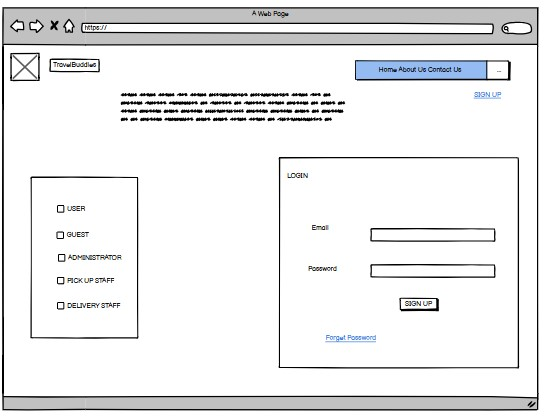 A Web Page
https://
TravelBuddies
Home About Us Contact Us ...
SIGN UP
USER
GUEST
ADMINISTRATOR
PICK UP STAFF
DELIVERY STAFF
LOGIN
Email
Password
SIGN UP
Forget Password